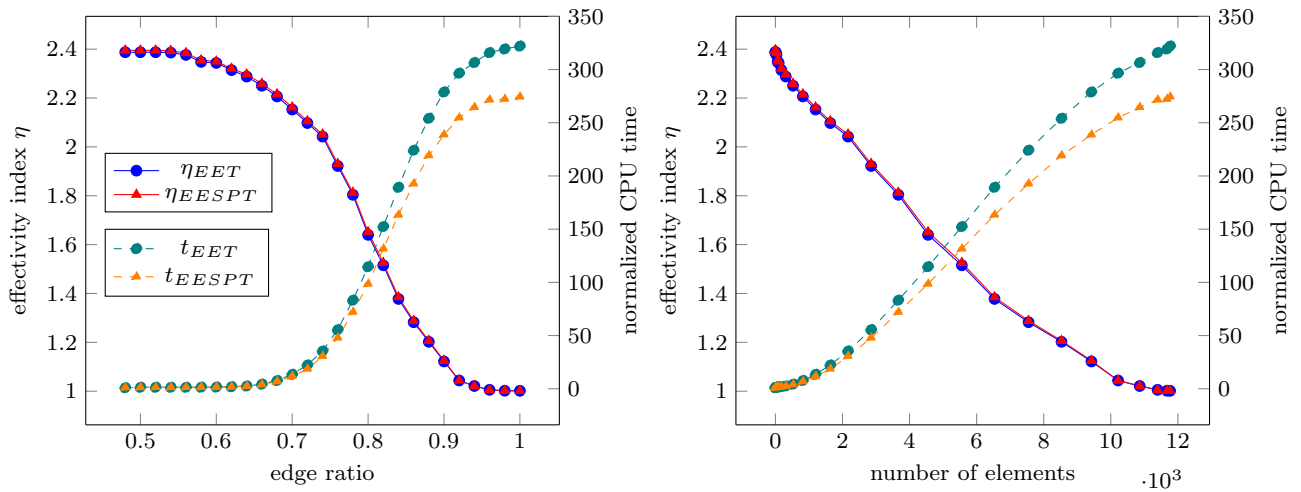 effectivity index η
2.4
2.2
2
1.8
1.6
1.4
1.2
1
0.5 0.6 0.7 0.8 0.9 1
edge ratio
η_EET
η_EESPT
t_EET
t_EESPT
350
300
250
200
150
100
50
0
normalized CPU time
effectivity index η
2.4
2.2
2
1.8
1.6
1.4
1.2
1
0 2 4 6 8 10 12
number of elements
·10³
350
300
250
200
150
100
50
0
normalized CPU time